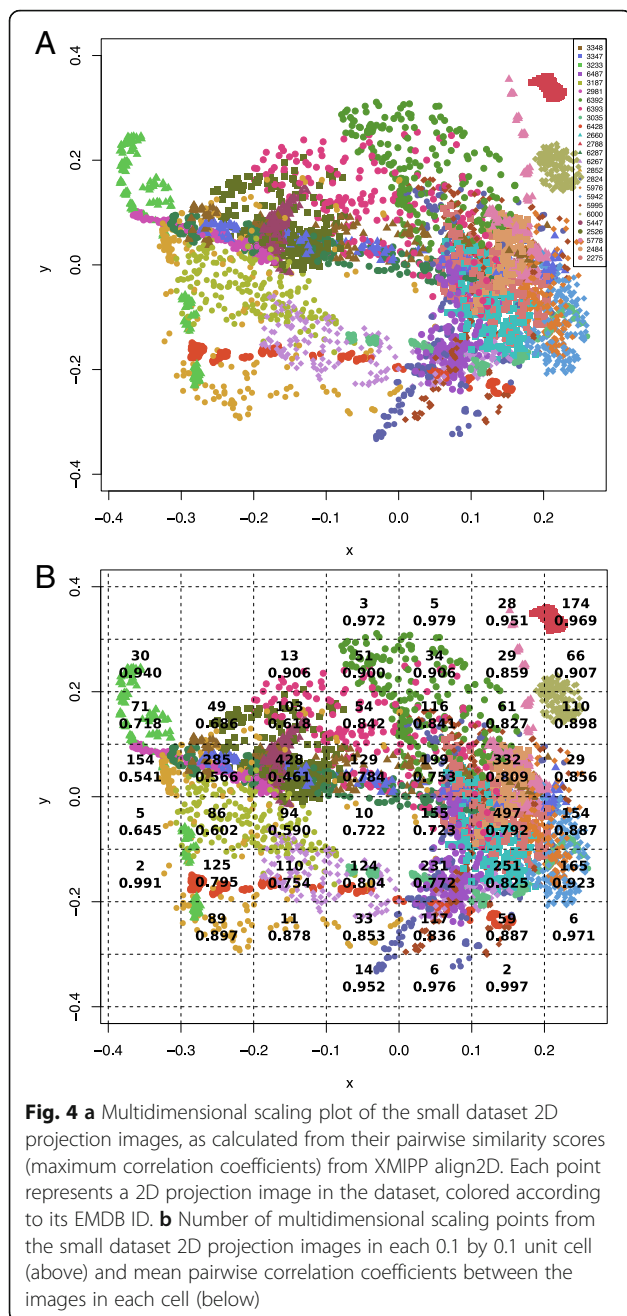 A
0.4
0.2
0.0
−0.2
−0.4
y
−0.4 −0.3 −0.2 −0.1 0.0 0.1 0.2
x
3348
3347
3233
6487
3187
2981
6392
6393
3035
6428
2660
2788
6287
6267
2852
2824
5976
5942
5995
6000
5447
2526
5778
2484
2275
B
0.4
0.2
0.0
−0.2
−0.4
y
3 5 28 174
0.972 0.979 0.951 0.969
30 13 51 34 29 66
0.940 0.906 0.900 0.906 0.859 0.907
71 49 103 54 116 61 110
0.718 0.686 0.618 0.842 0.841 0.827 0.898
154 285 428 129 199 332 29
0.541 0.566 0.461 0.784 0.753 0.809 0.856
5 86 94 10 155 497 154
0.645 0.602 0.590 0.722 0.723 0.792 0.887
2 125 110 124 231 251 165
0.991 0.795 0.754 0.804 0.772 0.825 0.923
89 11 33 117 59 6
0.897 0.878 0.853 0.836 0.887 0.971
14 6 2
0.952 0.976 0.997
−0.4 −0.3 −0.2 −0.1 0.0 0.1 0.2
x
Fig. 4 a Multidimensional scaling plot of the small dataset 2D
projection images, as calculated from their pairwise similarity scores
(maximum correlation coefficients) from XMIPP align2D. Each point
represents a 2D projection image in the dataset, colored according
to its EMDB ID. b Number of multidimensional scaling points from
the small dataset 2D projection images in each 0.1 by 0.1 unit cell
(above) and mean pairwise correlation coefficients between the
images in each cell (below)